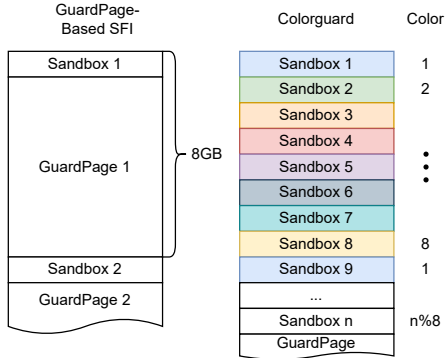 GuardPage-
Based SFI
Sandbox 1
GuardPage 1
8GB
Sandbox 2
GuardPage 2
Colorguard
Color
Sandbox 1
1
Sandbox 2
2
Sandbox 3
Sandbox 4
Sandbox 5
Sandbox 6
Sandbox 7
Sandbox 8
8
Sandbox 9
1
...
Sandbox n
n%8
GuardPage